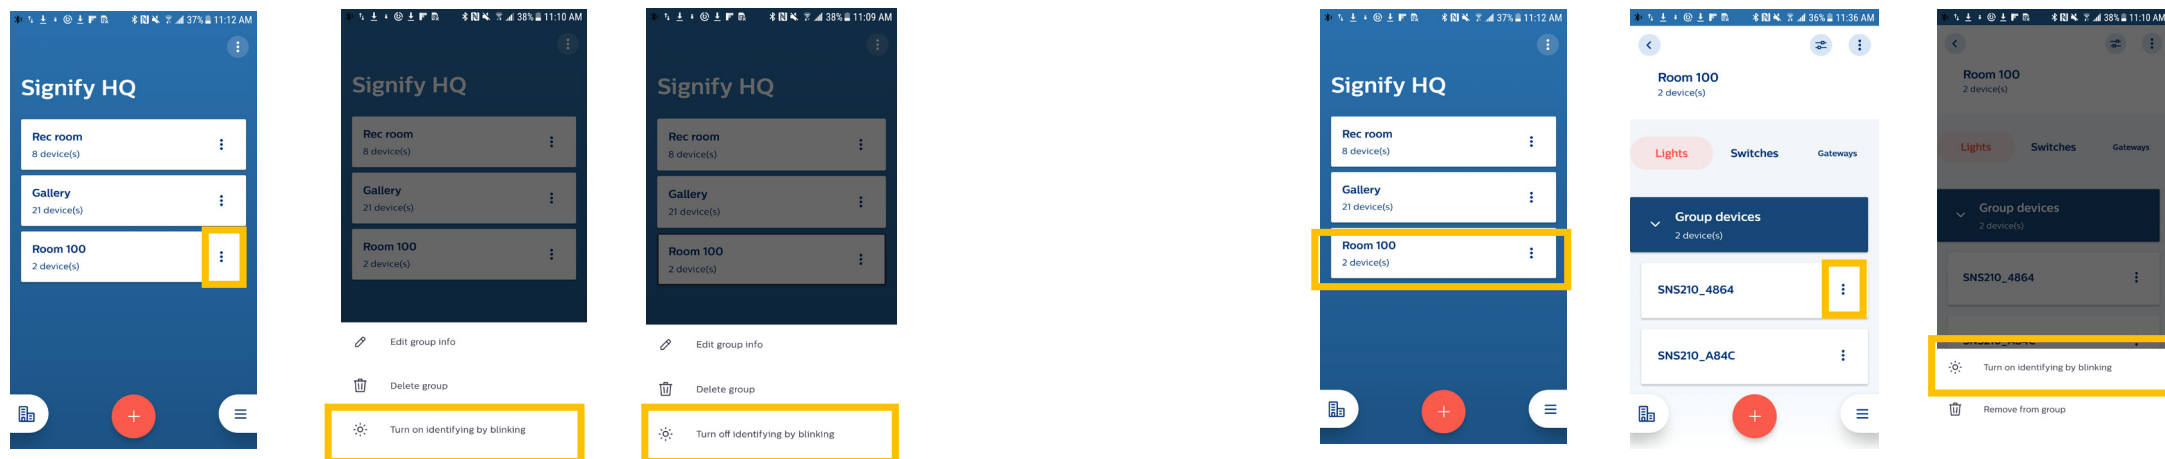 37% 11:12 AM
Signify HQ
Rec room
8 device(s)
Gallery
21 device(s)
Room 100
2 device(s)
38% 11:10 AM
Signify HQ
Rec room
8 device(s)
Gallery
21 device(s)
Room 100
2 device(s)
Edit group info
Delete group
Turn on identifying by blinking
38% 11:09 AM
Signify HQ
Rec room
8 device(s)
Gallery
21 device(s)
Room 100
2 device(s)
Edit group info
Delete group
Turn off identifying by blinking
37% 11:12 AM
Signify HQ
Rec room
8 device(s)
Gallery
21 device(s)
Room 100
2 device(s)
36% 11:36 AM
Room 100
2 device(s)
Lights Switches Gateways
Group devices
2 device(s)
SNS210_4864
SNS210_A84C
38% 11:10 AM
Room 100
2 device(s)
Lights Switches Gateways
Group devices
2 device(s)
SNS210_4864
SNS210_A84C
Turn on identifying by blinking
Remove from group